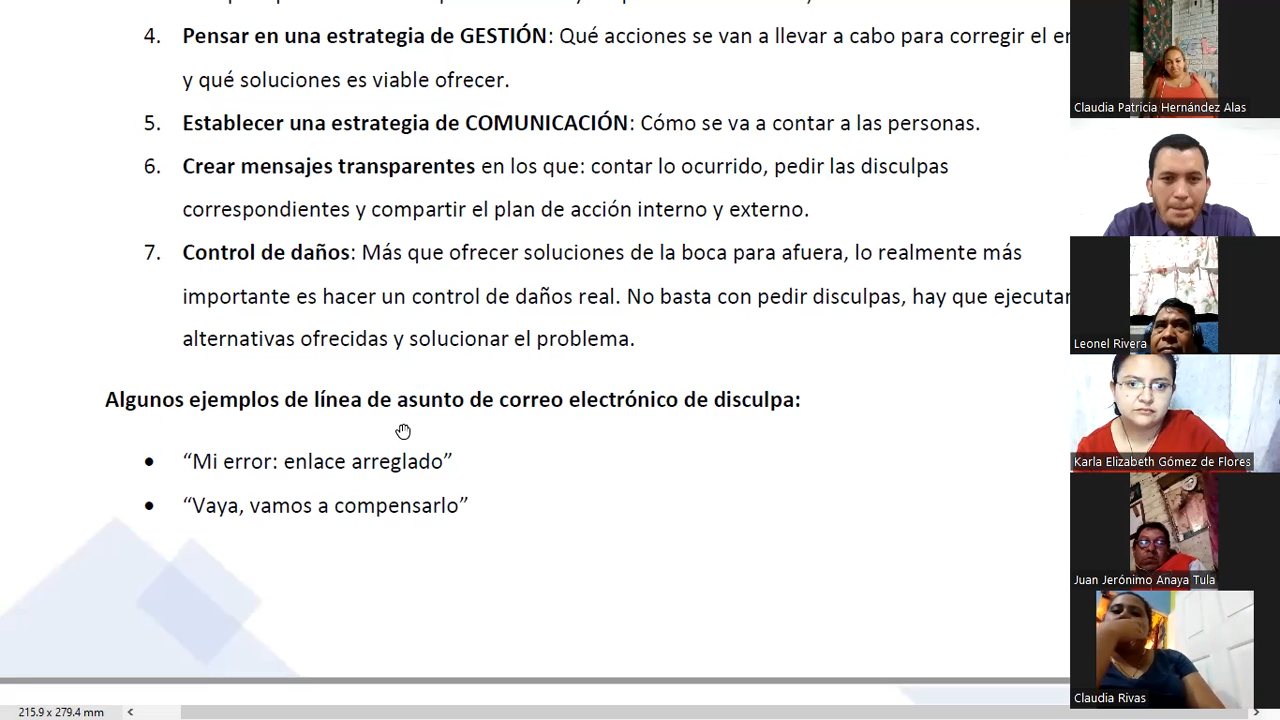 4. Pensar en una estrategia de GESTIÓN: Qué acciones se van a llevar a cabo para corregir el
y qué soluciones es viable ofrecer.
5. Establecer una estrategia de COMUNICACIÓN: Cómo se va a contar a las personas.
6. Crear mensajes transparentes en los que: contar lo ocurrido, pedir las disculpas
correspondientes y compartir el plan de acción interno y externo.
7. Control de daños: Más que ofrecer soluciones de la boca para afuera, lo realmente más
importante es hacer un control de daños real. No basta con pedir disculpas, hay que ejecutar
alternativas ofrecidas y solucionar el problema.
Algunos ejemplos de línea de asunto de correo electrónico de disculpa:
• “Mi error: enlace arreglado”
• “Vaya, vamos a compensarlo”
215.9 x 279.4 mm
Claudia Patricia Hernández Alas
Leonel Rivera
Karla Elizabeth Gómez de Flores
Juan Jerónimo Anaya Tula
Claudia Rivas